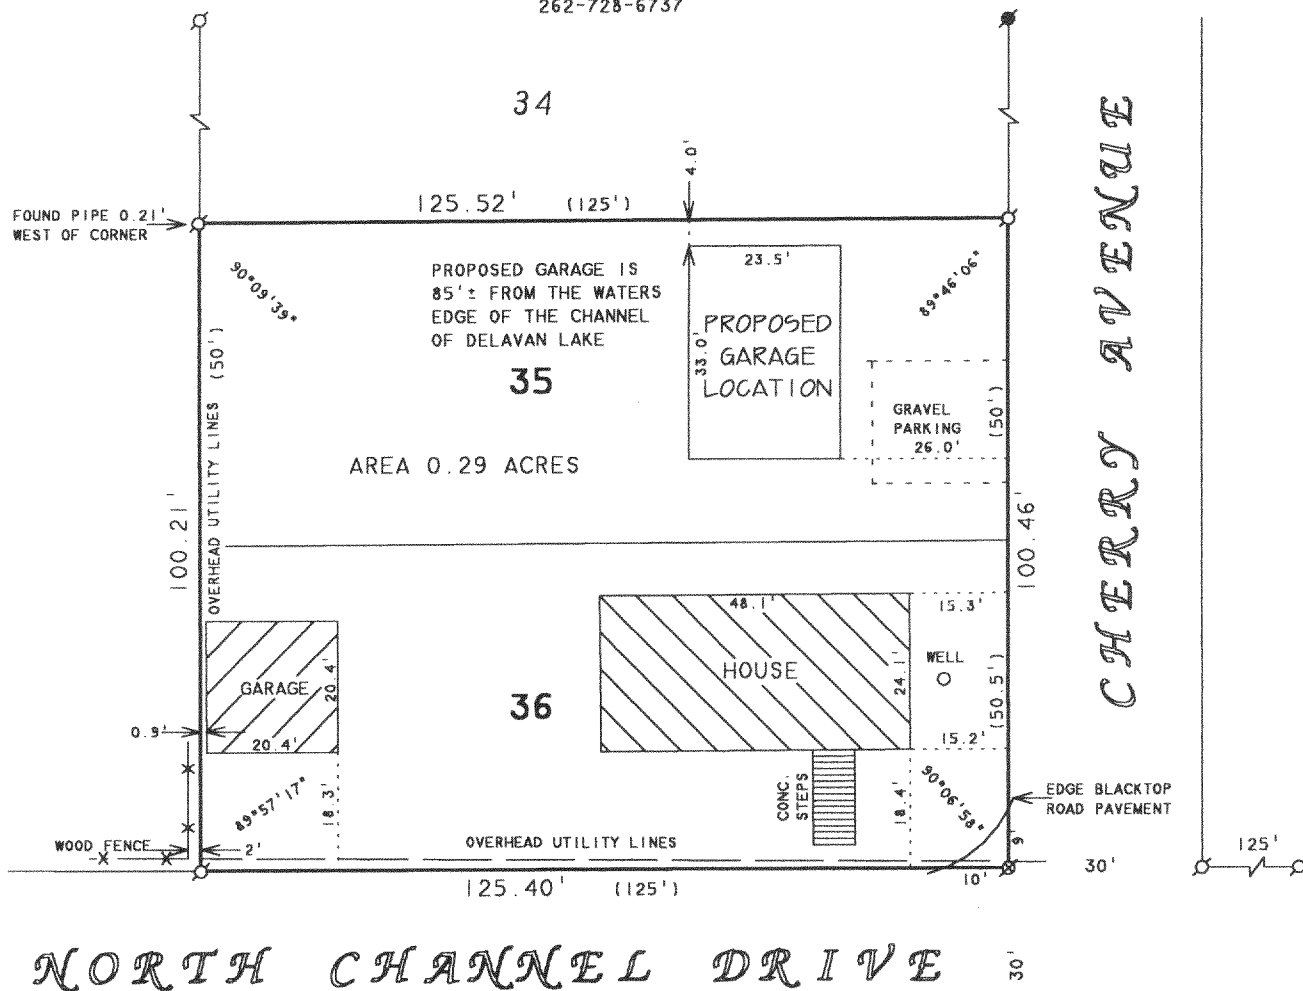 262-728-6737
34
4.0'
125.52' (125')
FOUND PIPE 0.21'
WEST OF CORNER
90°09'39"
PROPOSED GARAGE IS
85'± FROM THE WATERS
EDGE OF THE CHANNEL
OF DELAVAN LAKE
23.5'
33.0'
PROPOSED
GARAGE
LOCATION
89°46'06"
35
GRAVEL
PARKING
26.0'
(50')
AREA 0.29 ACRES
OVERHEAD UTILITY LINES (50')
100.21'
100.46'
CHERRY AVENUE
48.1'
15.3'
HOUSE
24.1'
WELL
(50.5')
15.2'
GARAGE
20.4'
20.4'
36
0.9'
89°57'17"
18.3'
CONC.
STEPS
18.4'
90°06'58"
EDGE BLACKTOP
ROAD PAVEMENT
9'
WOOD FENCE
2'
OVERHEAD UTILITY LINES
125.40' (125')
10'
30'
125'
NORTH CHANNEL DRIVE
30'